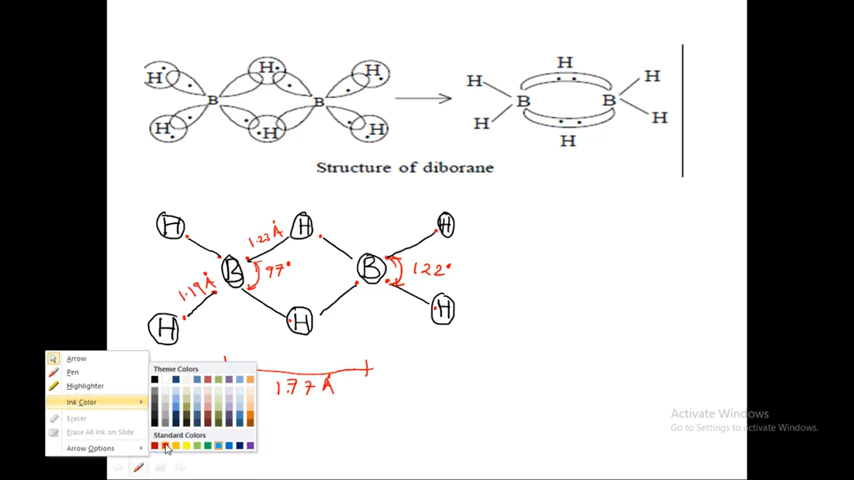 H H H
B B
H H H
H
H H
B B
H H
H
Structure of diborane
H H H
1.23 Å
B 97° B 122°
1.19 Å
H H H
1.77 Å
Arrow
Pen
Highlighter
Ink Color
Eraser
Erase All Ink on Slide
Arrow Options
Theme Colors
Standard Colors
Activate Windows
Go to Settings to activate Windows.